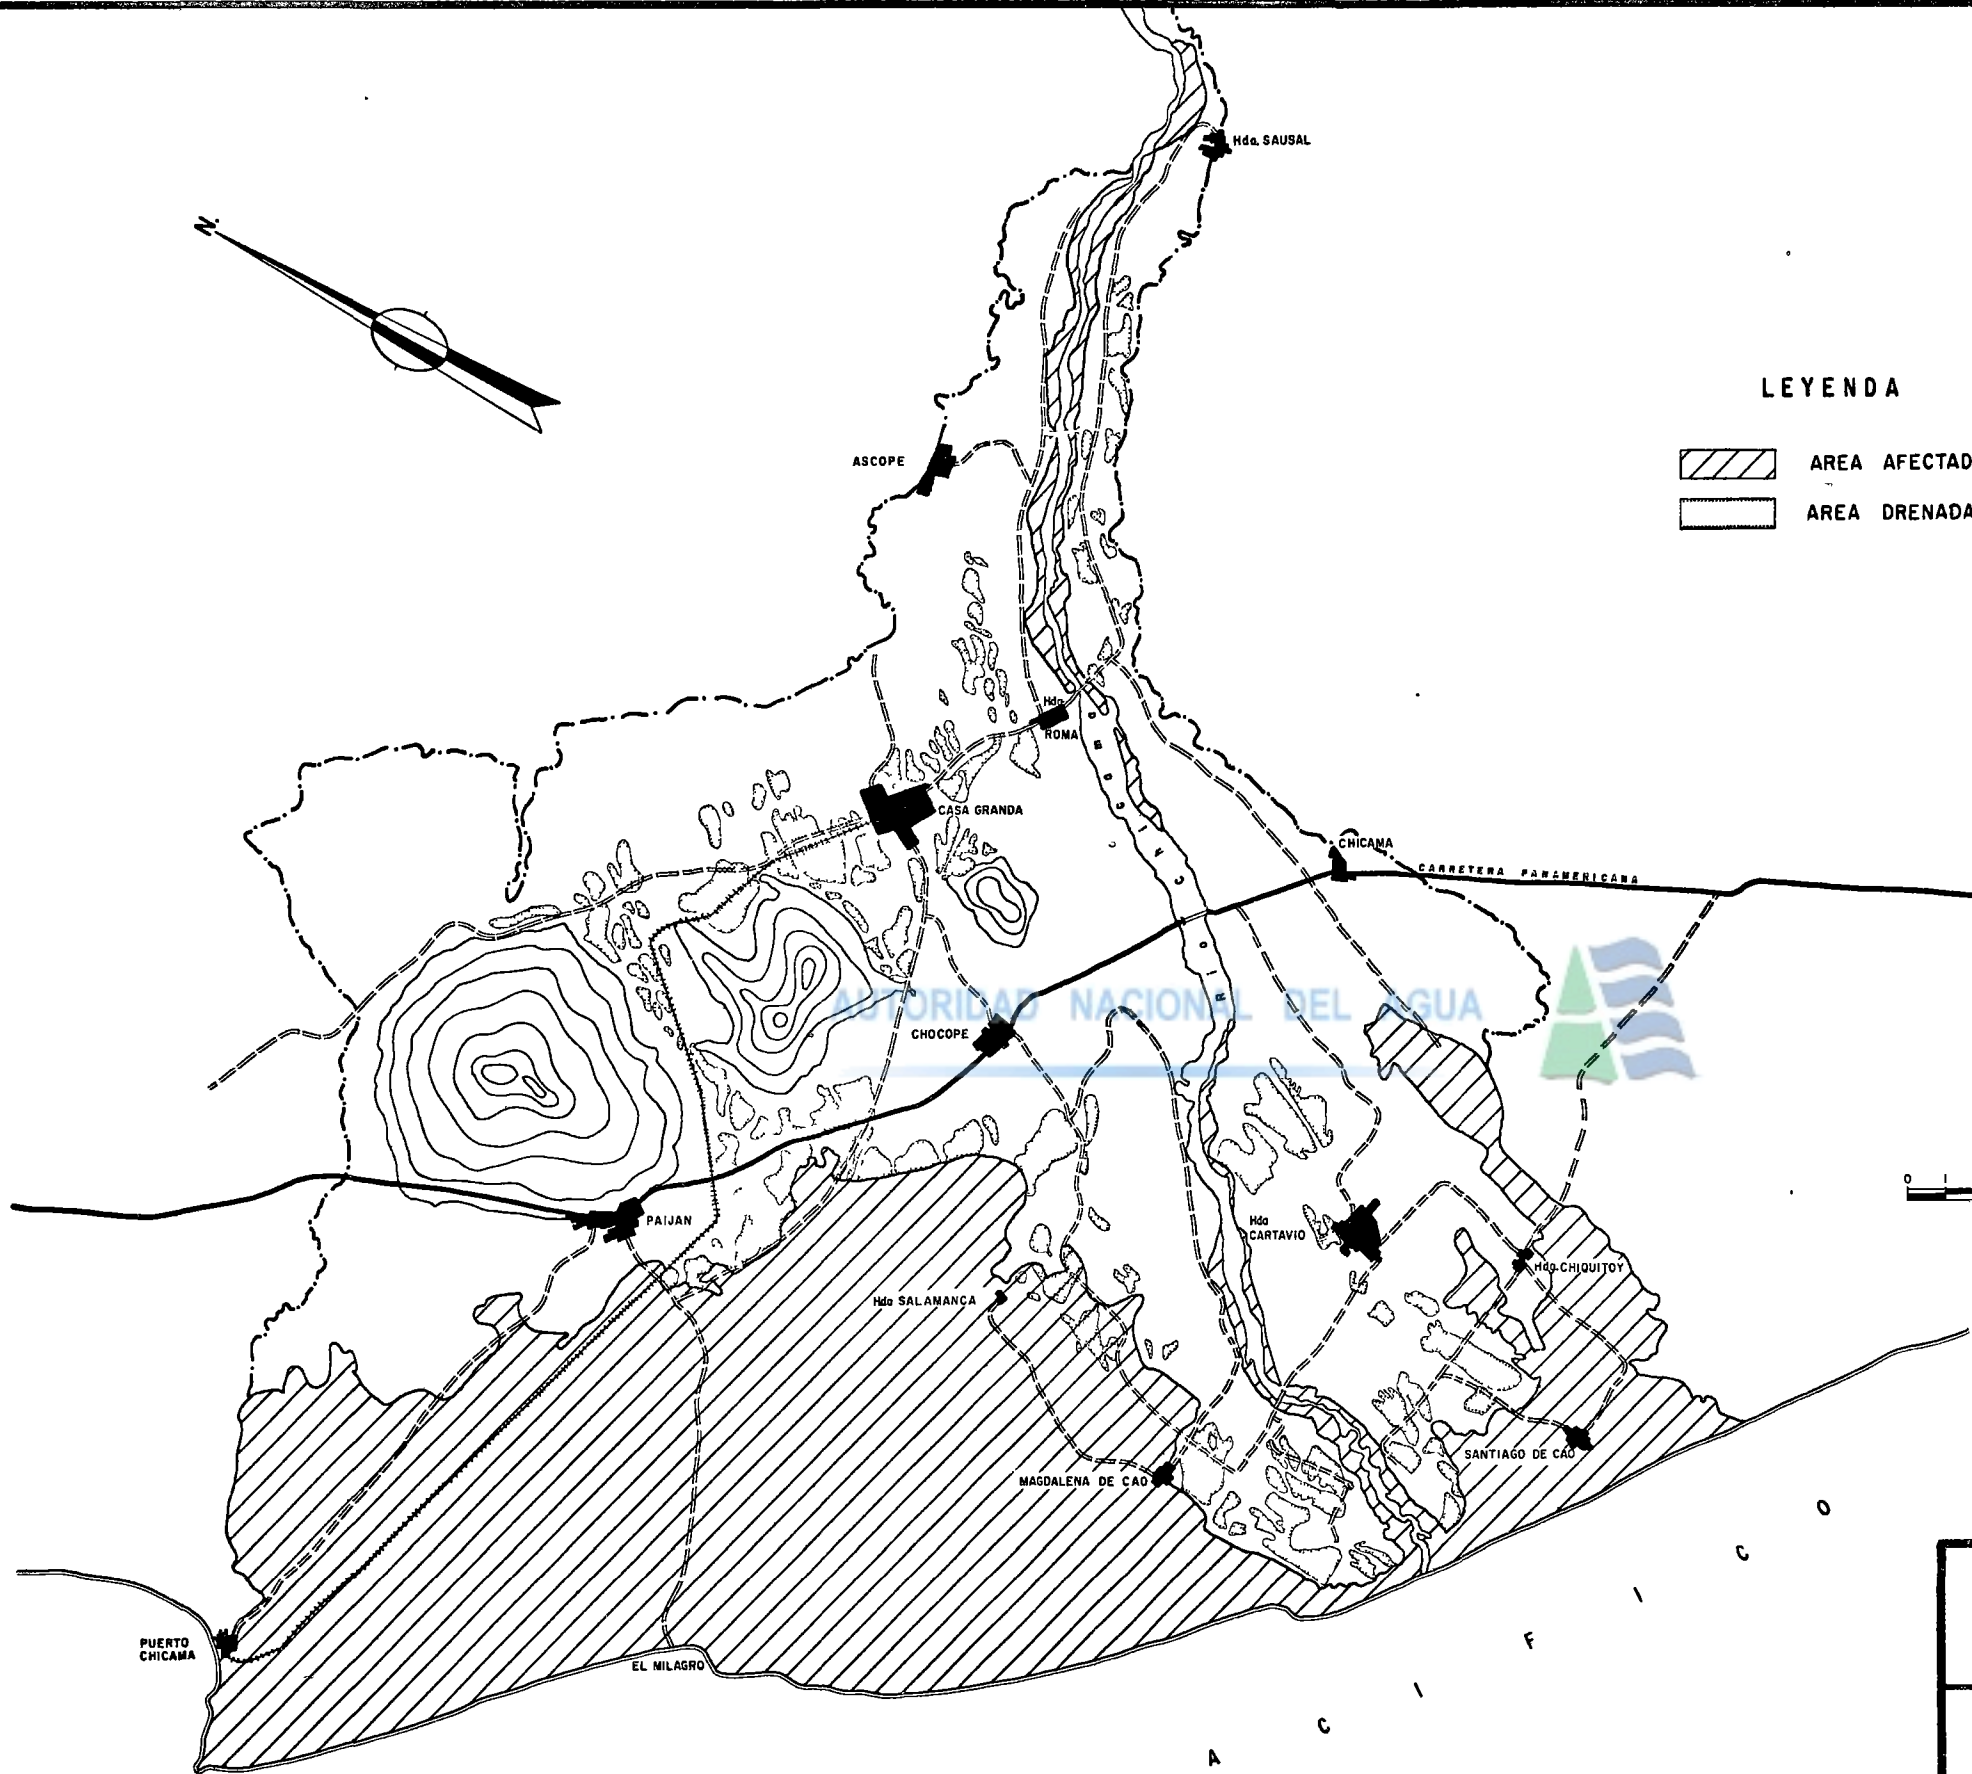 Hda. SAUSAL
N.
LEYENDA
ASCOPE
AREA AFECTAD
AREA DRENADA
Hda.
ROMA
CASA GRANDA
CHICAMA
CARRETERA PANAMERICANA
RIO CHICAMA
AUTORIDAD NACIONAL DEL AGUA
CHOCOPE
0 1
PAIJAN
Hda
CARTAVIO
Hda. CHIQUITOY
Hda SALAMANCA
SANTIAGO DE CAO
MAGDALENA DE CAO
PUERTO
CHICAMA
EL MILAGRO
A C I F I C O